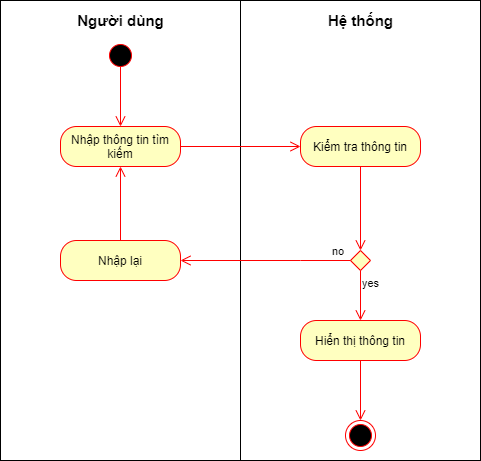 Người dùng
Hệ thống
Nhập thông tin tìm
kiếm
Kiểm tra thông tin
no
Nhập lại
yes
Hiển thị thông tin